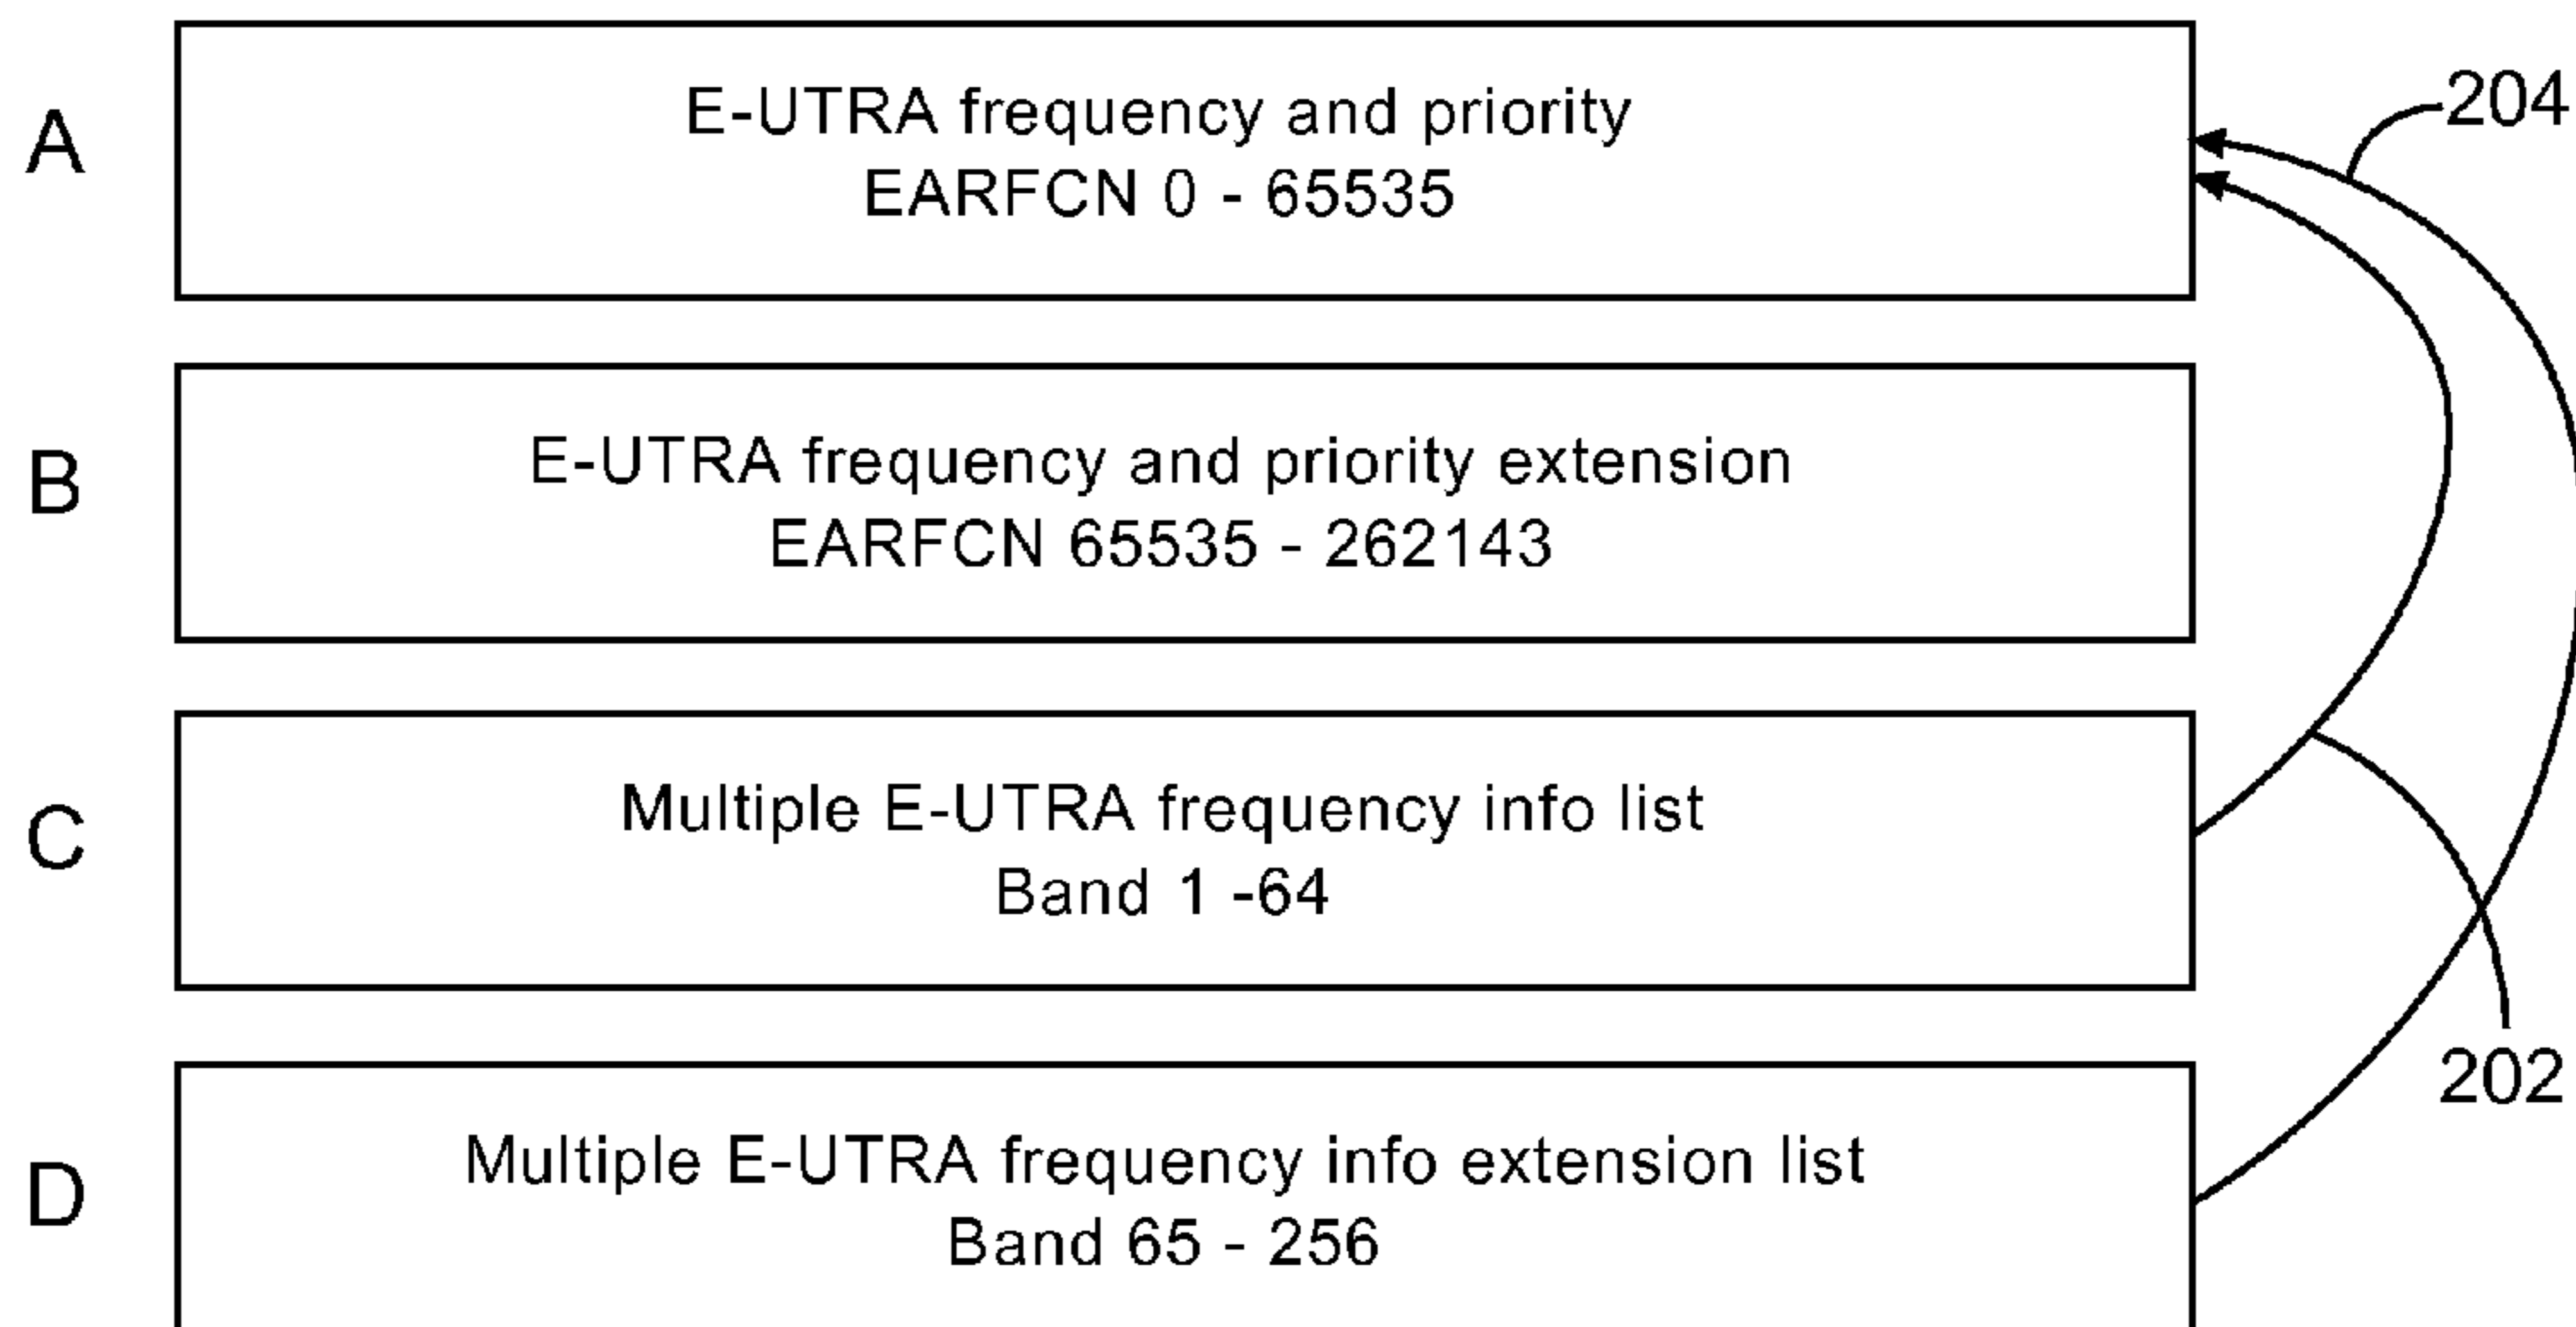 A
E-UTRA frequency and priority
EARFCN 0 - 65535
204
B
E-UTRA frequency and priority extension
EARFCN 65535 - 262143
C
Multiple E-UTRA frequency info list
Band 1 -64
202
D
Multiple E-UTRA frequency info extension list
Band 65 - 256